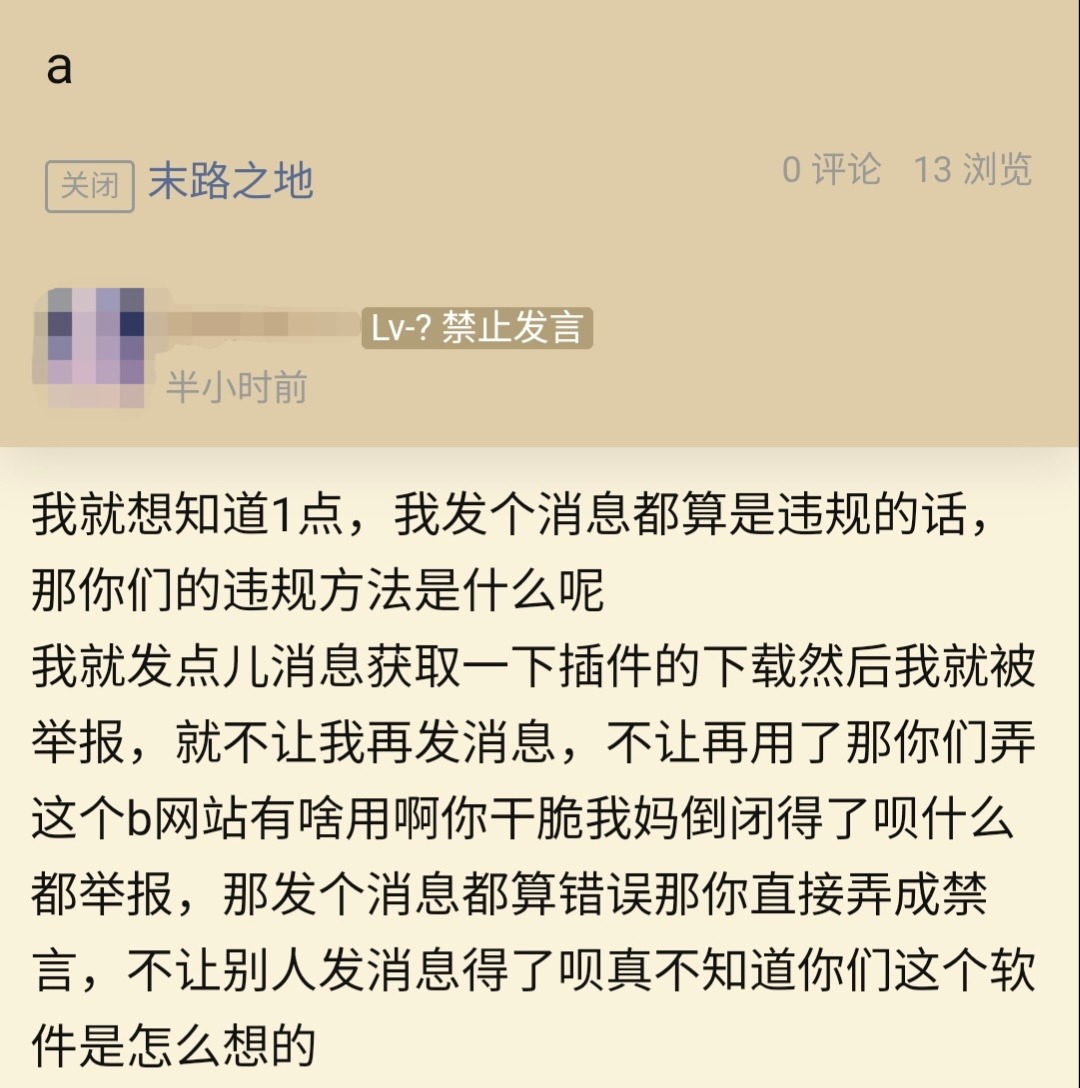 a
关闭 末路之地 0 评论 13 浏览
Lv-? 禁止发言
半小时前
我就想知道1点，我发个消息都算是违规的话，
那你们的违规方法是什么呢
我就发点儿消息获取一下插件的下载然后我就被
举报，就不让我再发消息，不让再用了那你们弄
这个b网站有啥用啊你干脆我妈倒闭得了呗什么
都举报，那发个消息都算错误那你直接弄成禁
言，不让别人发消息得了呗真不知道你们这个软
件是怎么想的